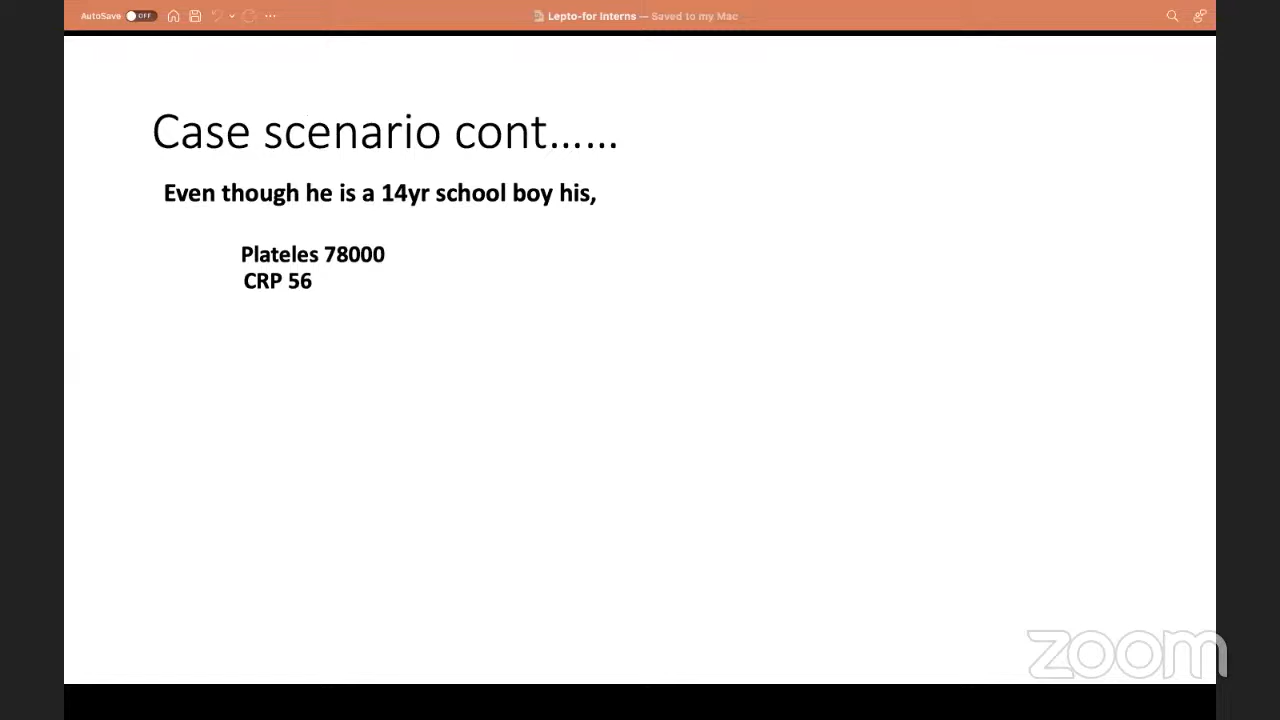 AutoSave OFF
Lepto-for Interns — Saved to my Mac
Case scenario cont……
Even though he is a 14yr school boy his,
Plateles 78000
CRP 56
zoom